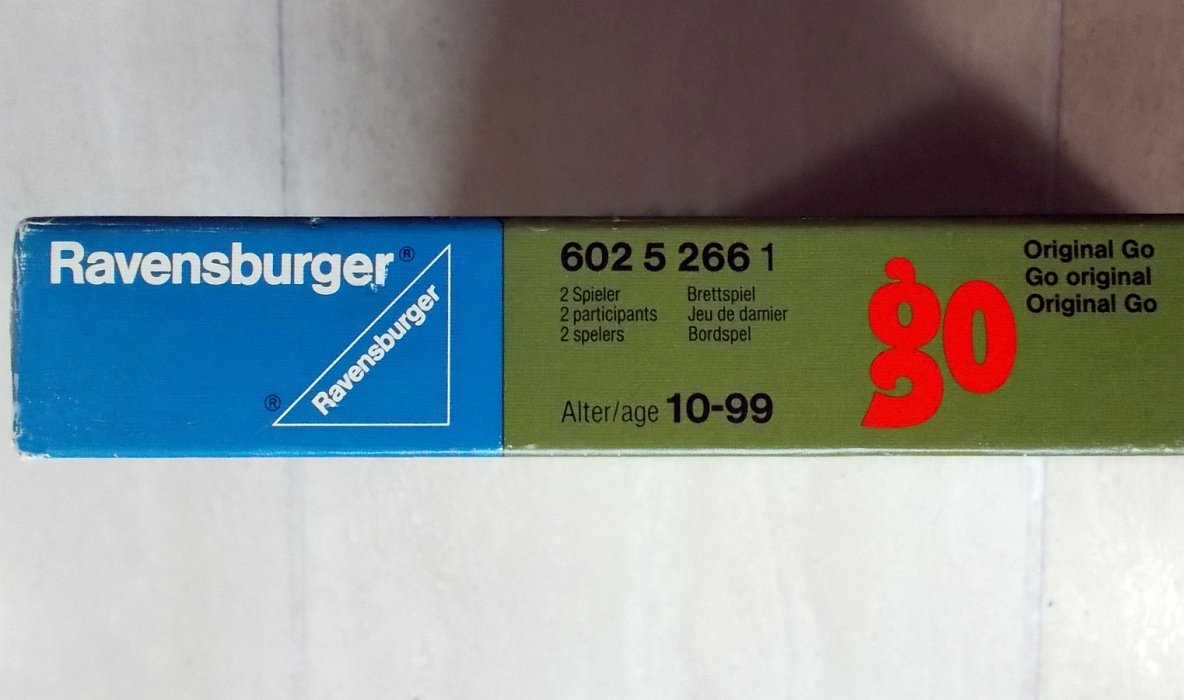 Ravensburger®
Ravensburger
®
602 5 266 1
2 Spieler Brettspiel
2 participants Jeu de damier
2 spelers Bordspel
Alter/age 10-99
go
Original Go
Go original
Original Go